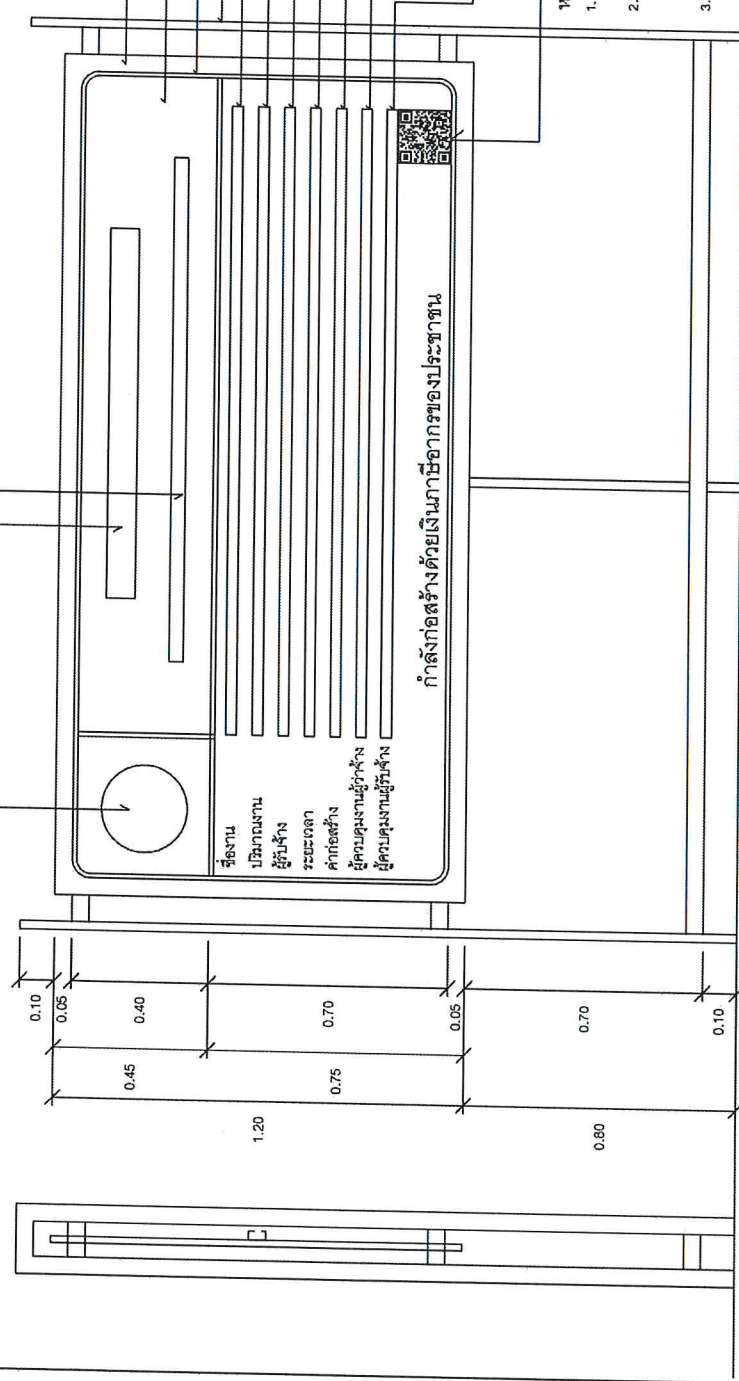 ชื่องาน
ปริมาณงาน
ผู้รับจ้าง
ระยะเวลา
ค่าก่อสร้าง
ผู้ควบคุมงานผู้ว่าจ้าง
ผู้ควบคุมงานผู้รับจ้าง
กำลังก่อสร้างด้วยเงินภาษีอากรของประชาชน
0.10
0.05
0.40
0.70
0.05
0.70
0.10
0.45
0.75
1.20
0.80
1.
2.
3.